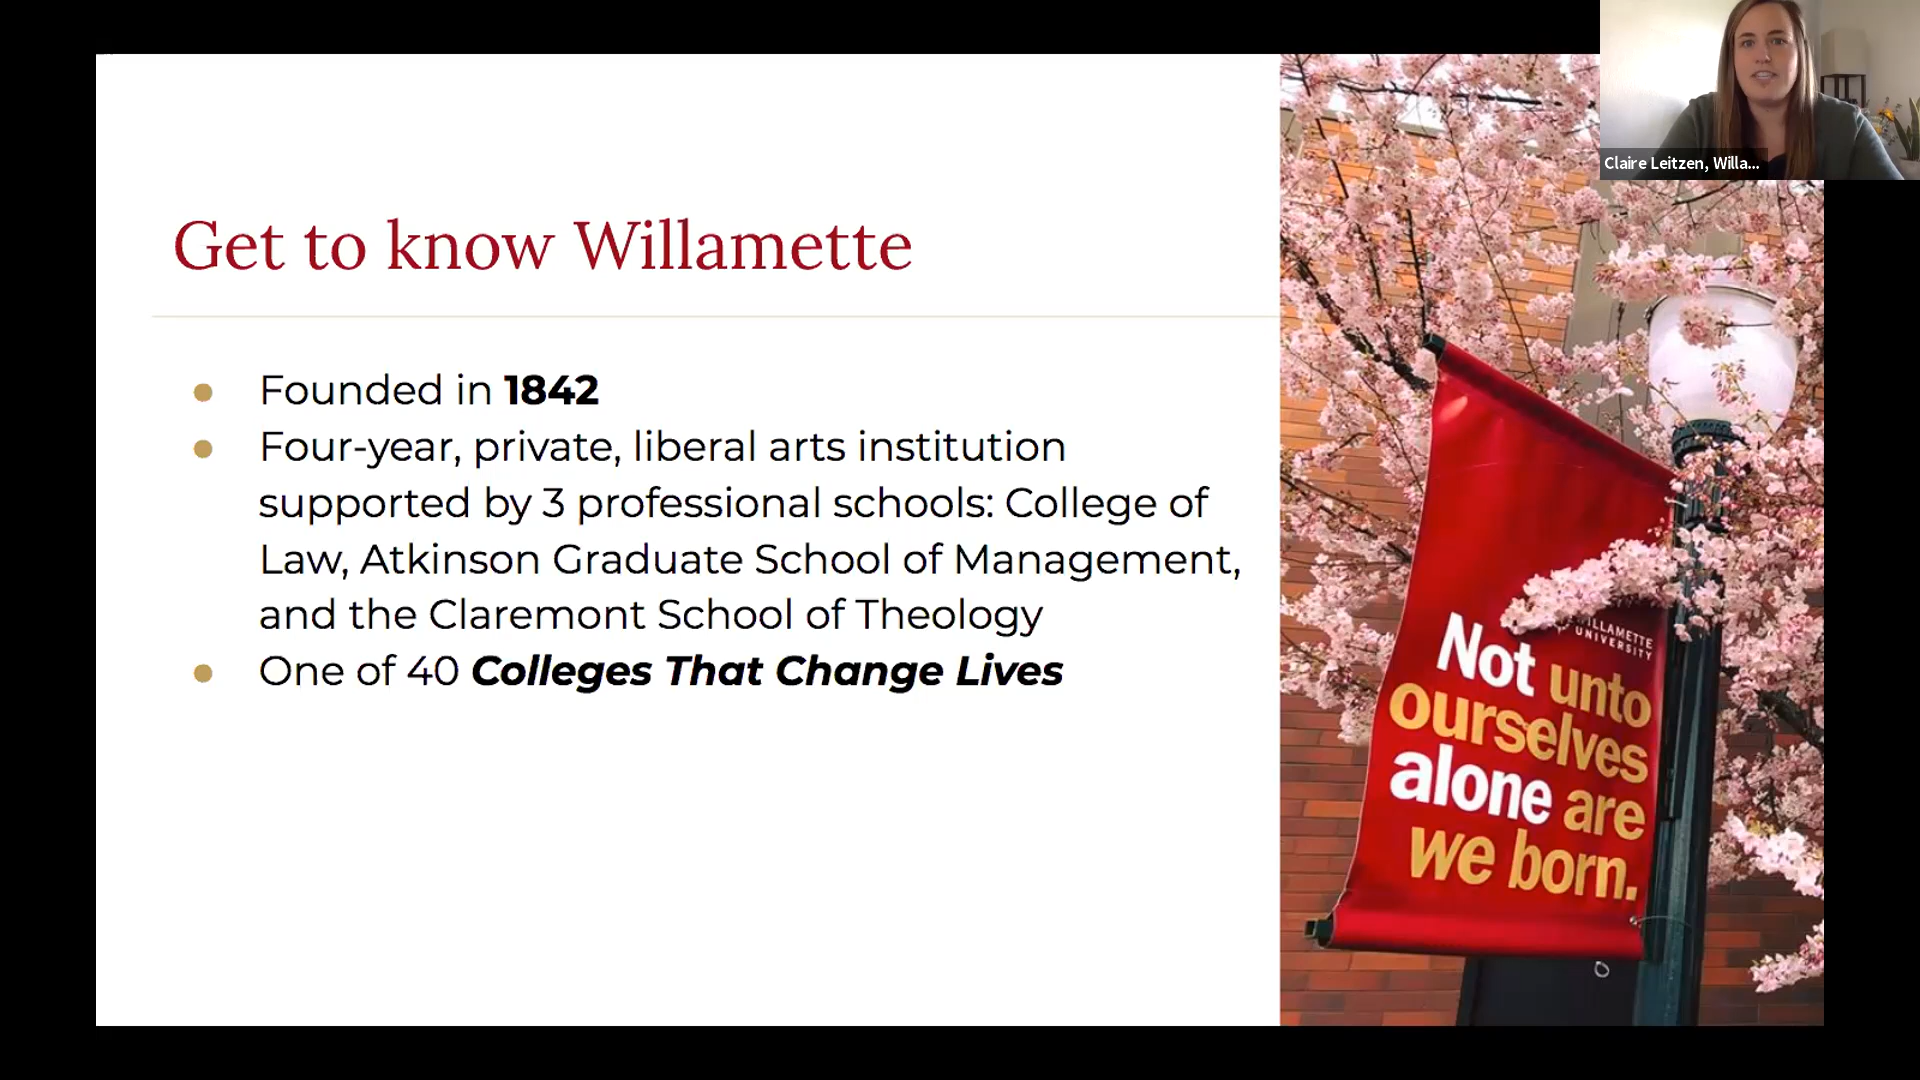 Claire Leitzen, Willa...
Get to know Willamette
● Founded in 1842
● Four-year, private, liberal arts institution
supported by 3 professional schools: College of
Law, Atkinson Graduate School of Management,
and the Claremont School of Theology
● One of 40 Colleges That Change Lives
WILLAMETTE
UNIVERSITY
Not unto
ourselves
alone are
we born.